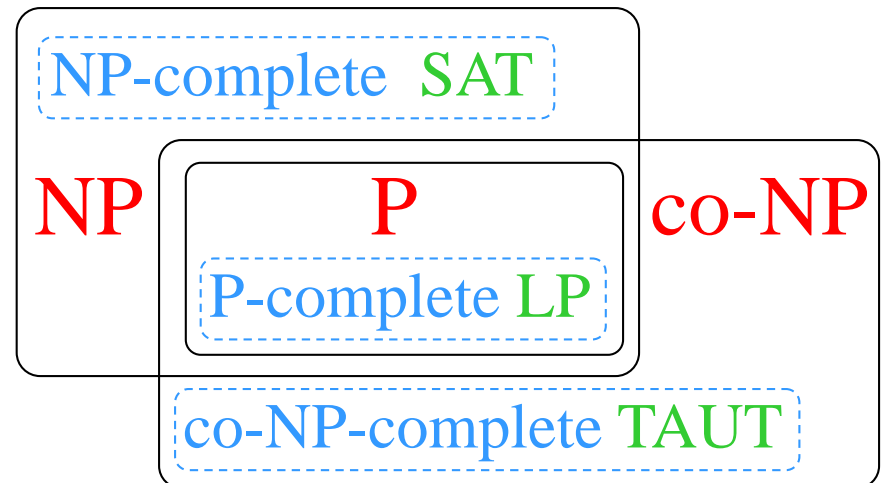 NP-complete SAT
NP P co-NP
P-complete LP
co-NP-complete TAUT